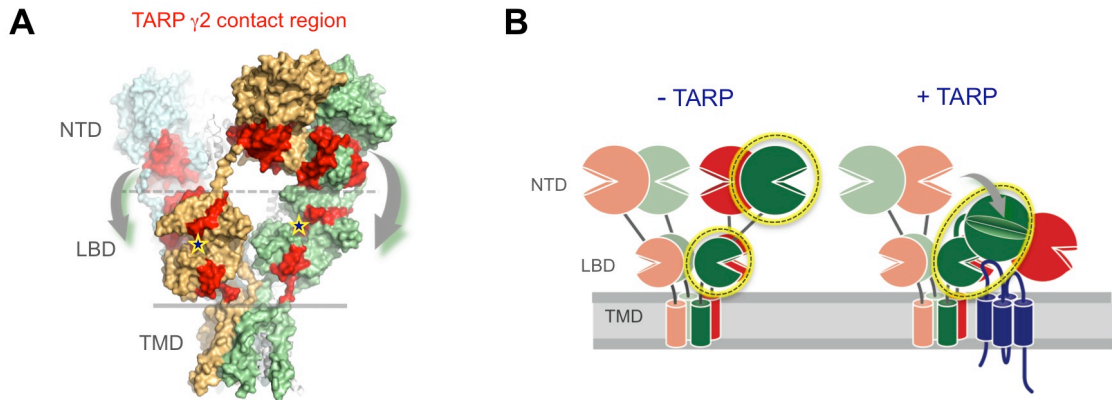 A
TARP γ2 contact region
NTD
LBD
TMD
B
- TARP
+ TARP
NTD
LBD
TMD